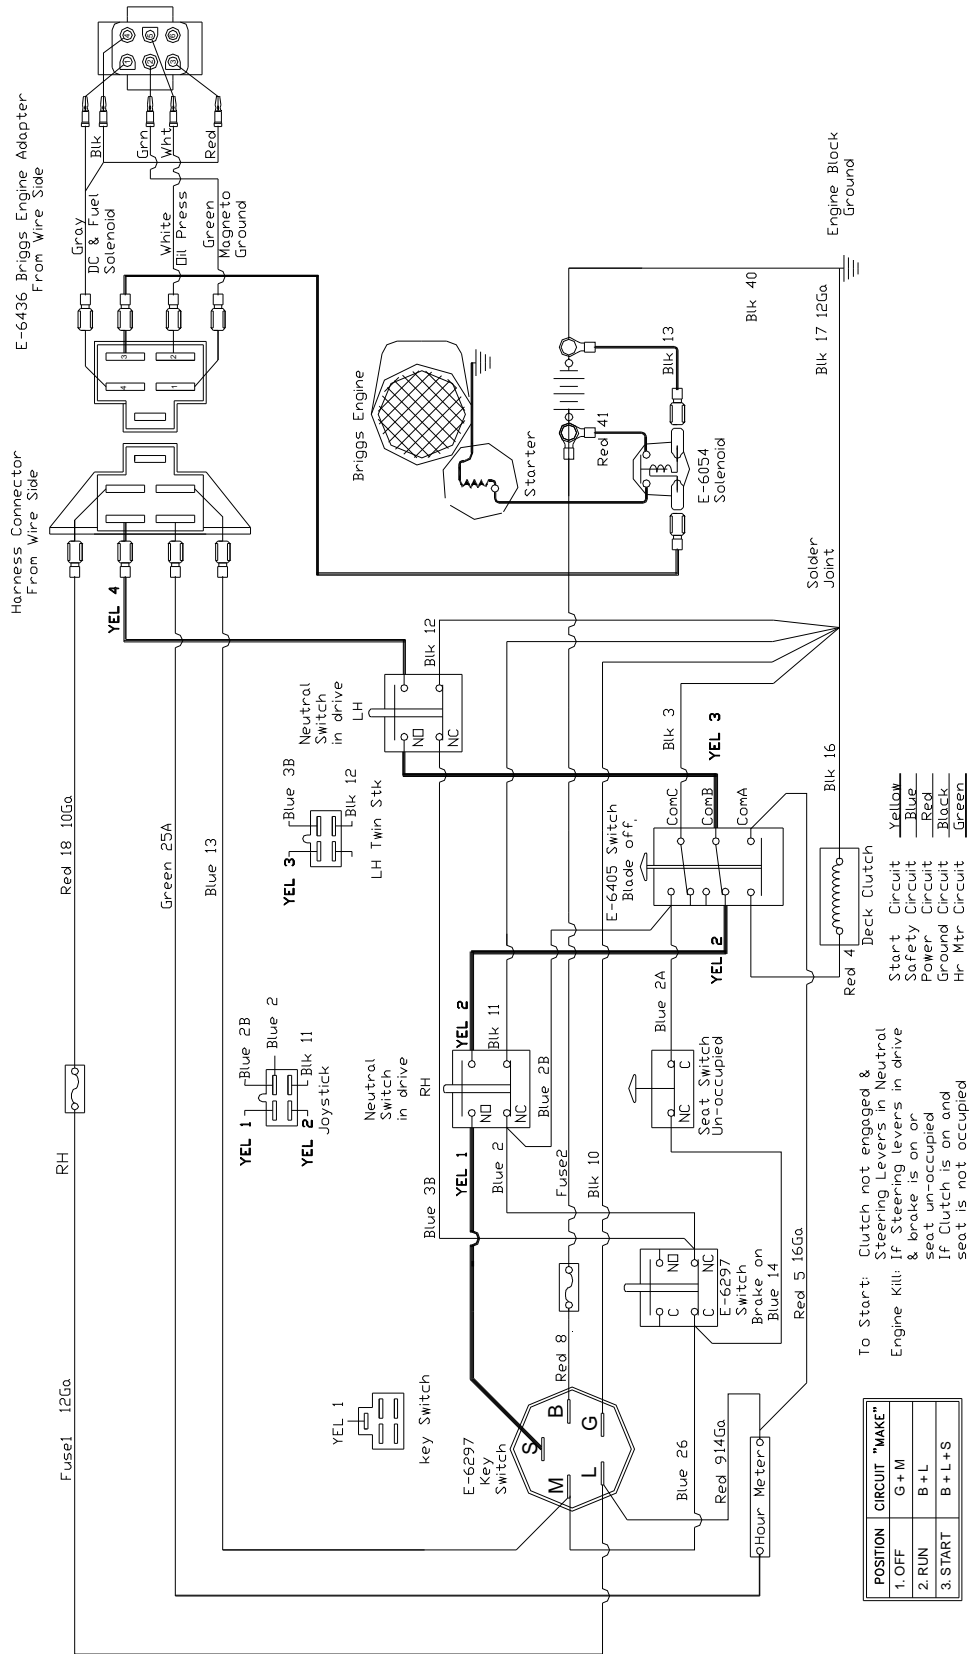 E-6436 Briggs Engine Adapter
From Wire Side
Harness Connector
From Wire Side
4
5
6
1
2
3
Blk
Grn
Wht
Red
Gray
DC & Fuel
Solenoid
White
Oil Press
Green
Magneto
Ground
3
2
4
1
Briggs Engine
Starter
Red 41
Blk 13
E-6054
Solenoid
Blk 40
Engine Block
Ground
Blk 17 12Ga
Solder
Joint
YEL 4
Red 18 10Ga
Green 25A
Blue 13
Neutral
Switch
in drive
LH
NO
NC
Blk 12
Blue 3B
Blk 12
YEL 3
LH Twin Stk
Blk 3
YEL 3
ComC
ComB
ComA
E-6405 Switch
Blade off,
Blk 16
Deck Clutch
Red 4
YEL 2
Blue 2A
RH
YEL 1
Blue 2B
Blue 2
Blk 11
YEL 2
Joystick
Neutral
Switch
in drive
RH
NO
NC
YEL 2
Blk 11
Blue 2B
Seat Switch
Un-occupied
C
NC
Blue 3B
YEL 1
Blue 2
Fuse2
Blk 10
NO
NC
C
C
E-6297
Switch
Brake on
Blue 14
Red 5 16Ga
Fuse1 12Ga
YEL 1
key Switch
E-6297
Key
Switch
Red 8
B
S
G
M
L
Blue 26
Red 914Ga
Hour Meter
Start Circuit Yellow
Safety Circuit Blue
Power Circuit Red
Ground Circuit Black
Hr Mtr Circuit Green
To Start: Clutch not engaged &
Steering Levers in Neutral
Engine Kill: If Steering levers in drive
& brake is on or
seat un-occupied
If Clutch is on and
seat is not occupied
POSITION CIRCUIT "MAKE"
1. OFF G + M
2. RUN B + L
3. START B + L + S